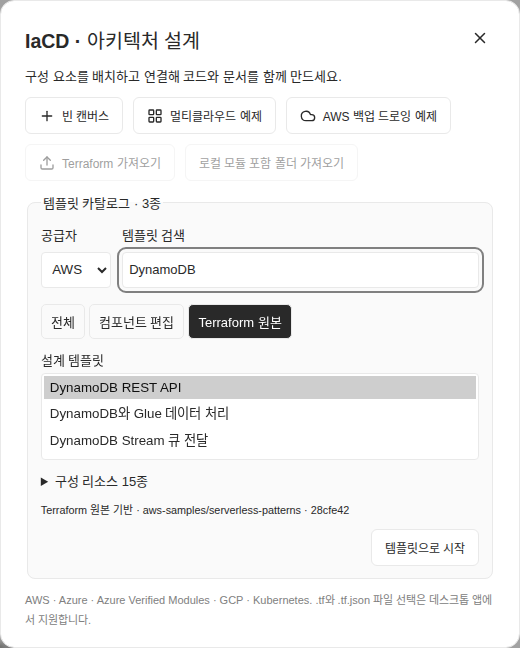 IaCD · 아키텍처 설계
구성 요소를 배치하고 연결해 코드와 문서를 함께 만드세요.
빈 캔버스
멀티클라우드 예제
AWS 백업 드로잉 예제
Terraform 가져오기
로컬 모듈 포함 폴더 가져오기
템플릿 카탈로그 · 3종
공급자
템플릿 검색
AWS
DynamoDB
전체
컴포넌트 편집
Terraform 원본
설계 템플릿
DynamoDB REST API
DynamoDB와 Glue 데이터 처리
DynamoDB Stream 큐 전달
구성 리소스 15종
Terraform 원본 기반 · aws-samples/serverless-patterns · 28cfe42
템플릿으로 시작
AWS · Azure · Azure Verified Modules · GCP · Kubernetes. .tf와 .tf.json 파일 선택은 데스크톱 앱에
서 지원합니다.